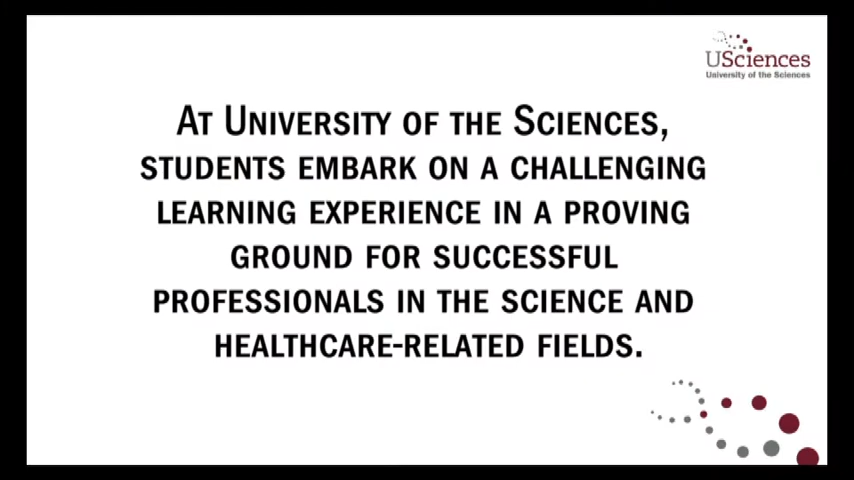 USciences
University of the Sciences
At University of the Sciences,
students embark on a challenging
learning experience in a proving
ground for successful
professionals in the science and
healthcare-related fields.